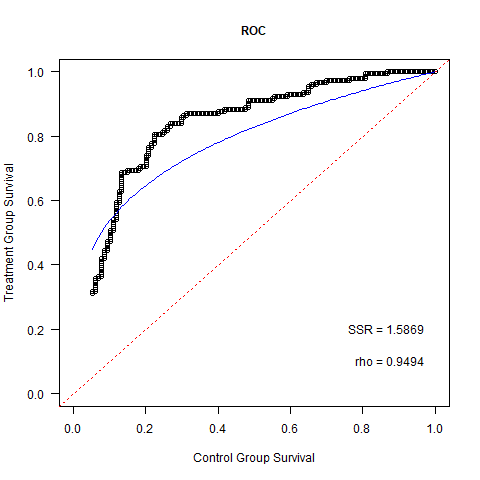 ROC
Treatment Group Survival
1.0
0.8
0.6
0.4
0.2
0.0
SSR = 1.5869
rho = 0.9494
0.0 0.2 0.4 0.6 0.8 1.0
Control Group Survival